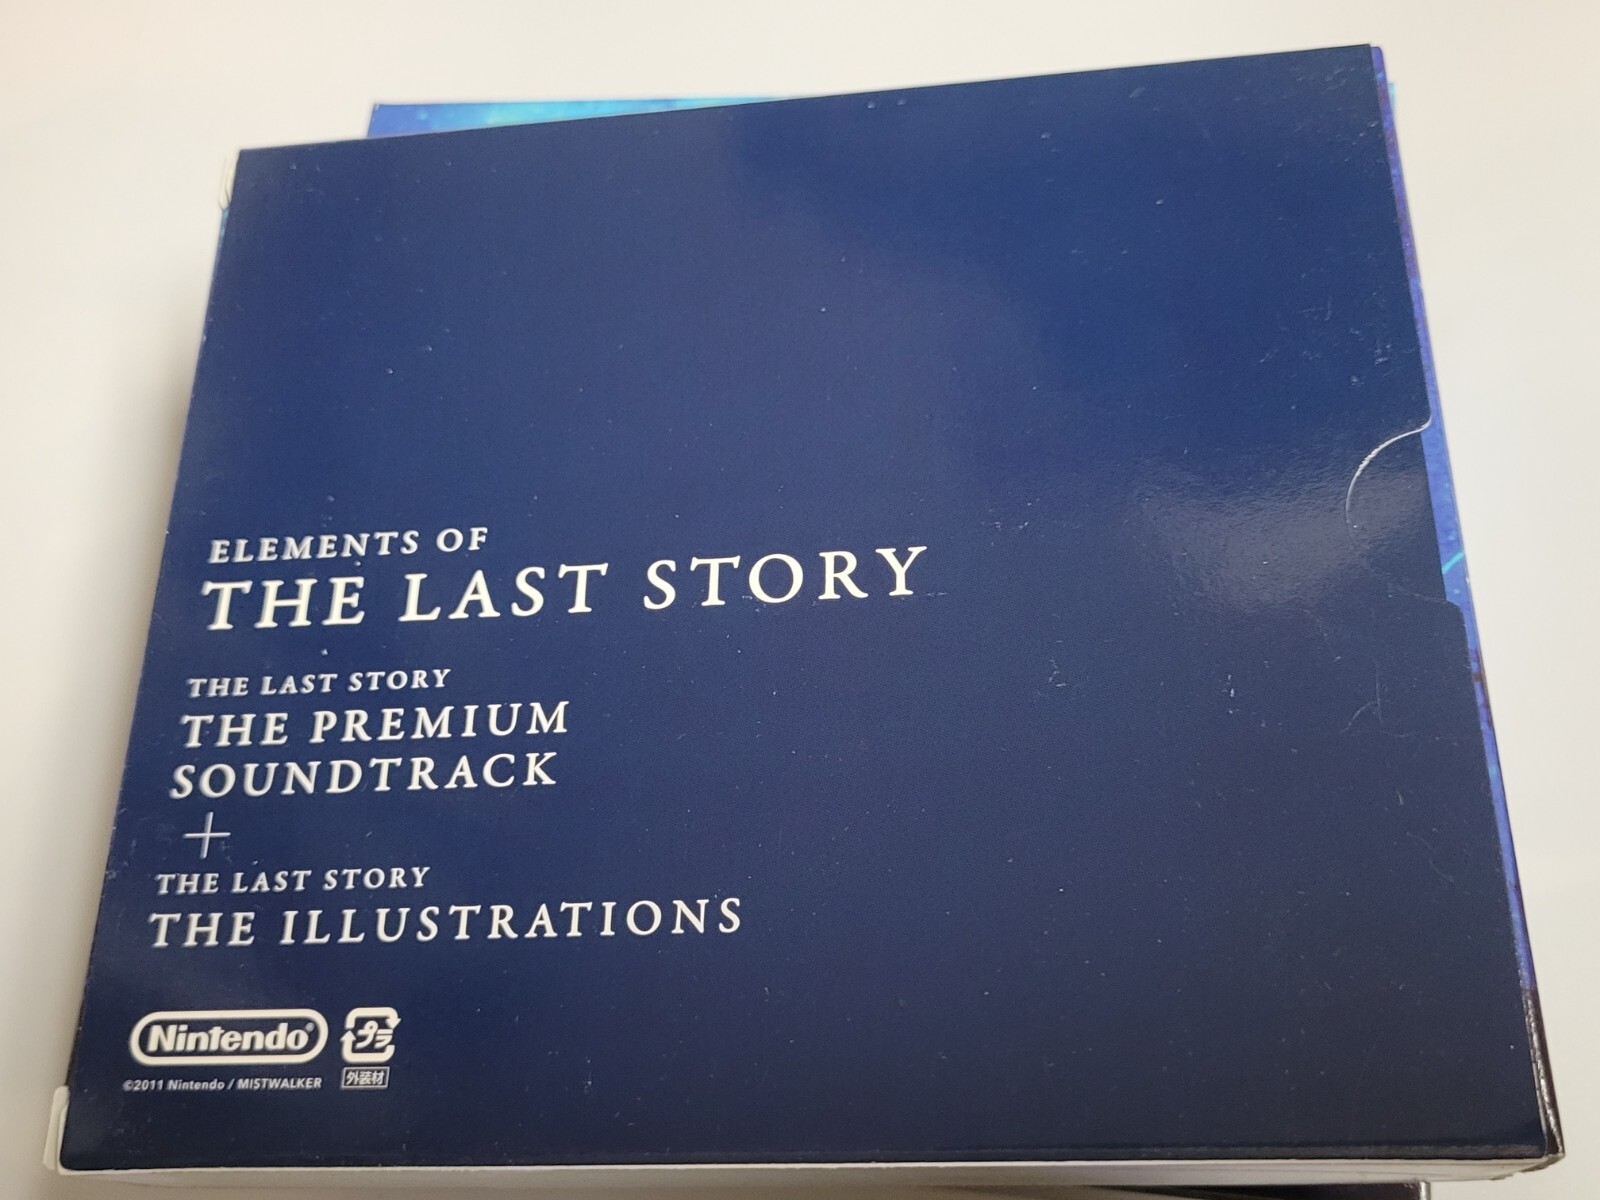 ELEMENTS OF
THE LAST STORY
THE LAST STORY
THE PREMIUM
SOUNDTRACK
+
THE LAST STORY
THE ILLUSTRATIONS
Nintendo®
プラ
©2011 Nintendo / MISTWALKER
外装材